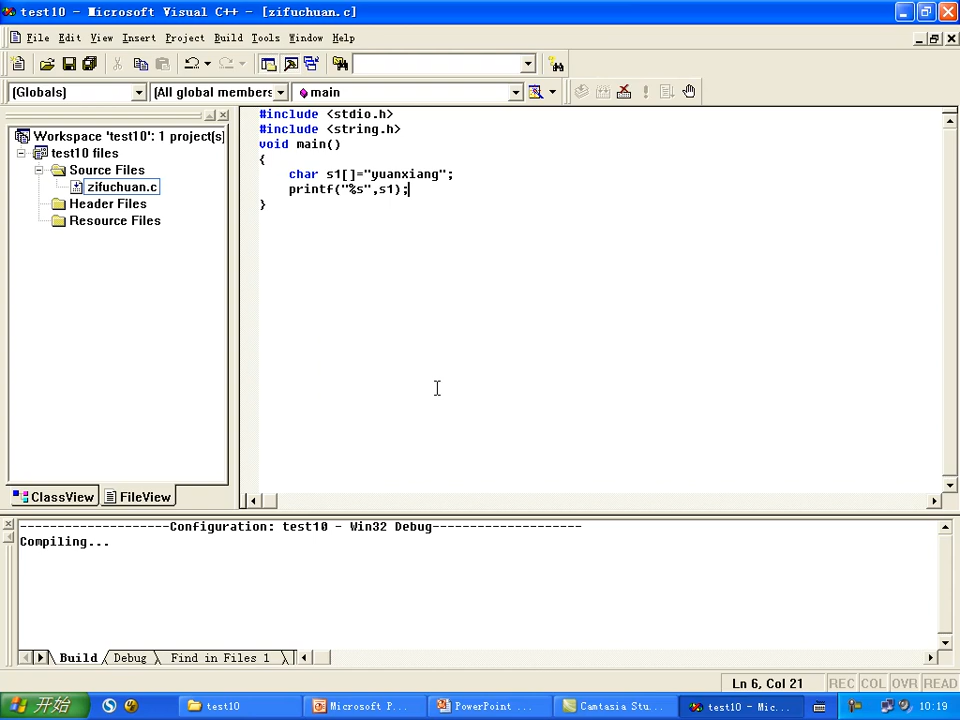 test10 - Microsoft Visual C++ - [zifuchuan.c]
File Edit View Insert Project Build Tools Window Help
(Globals) (All global members main
Workspace 'test10': 1 project(s)
test10 files
Source Files
zifuchuan.c
Header Files
Resource Files
ClassView FileView
#include <stdio.h>
#include <string.h>
void main()
{
char s1[]="yuanxiang";
printf("%s",s1);
}
--------------------Configuration: test10 - Win32 Debug--------------------
Compiling...
Build Debug Find in Files 1
Ln 6, Col 21 REC COL OVR READ
开始 test10 Microsoft P... PowerPoint ... Camtasia Stu... test10 - Mic... 10:19